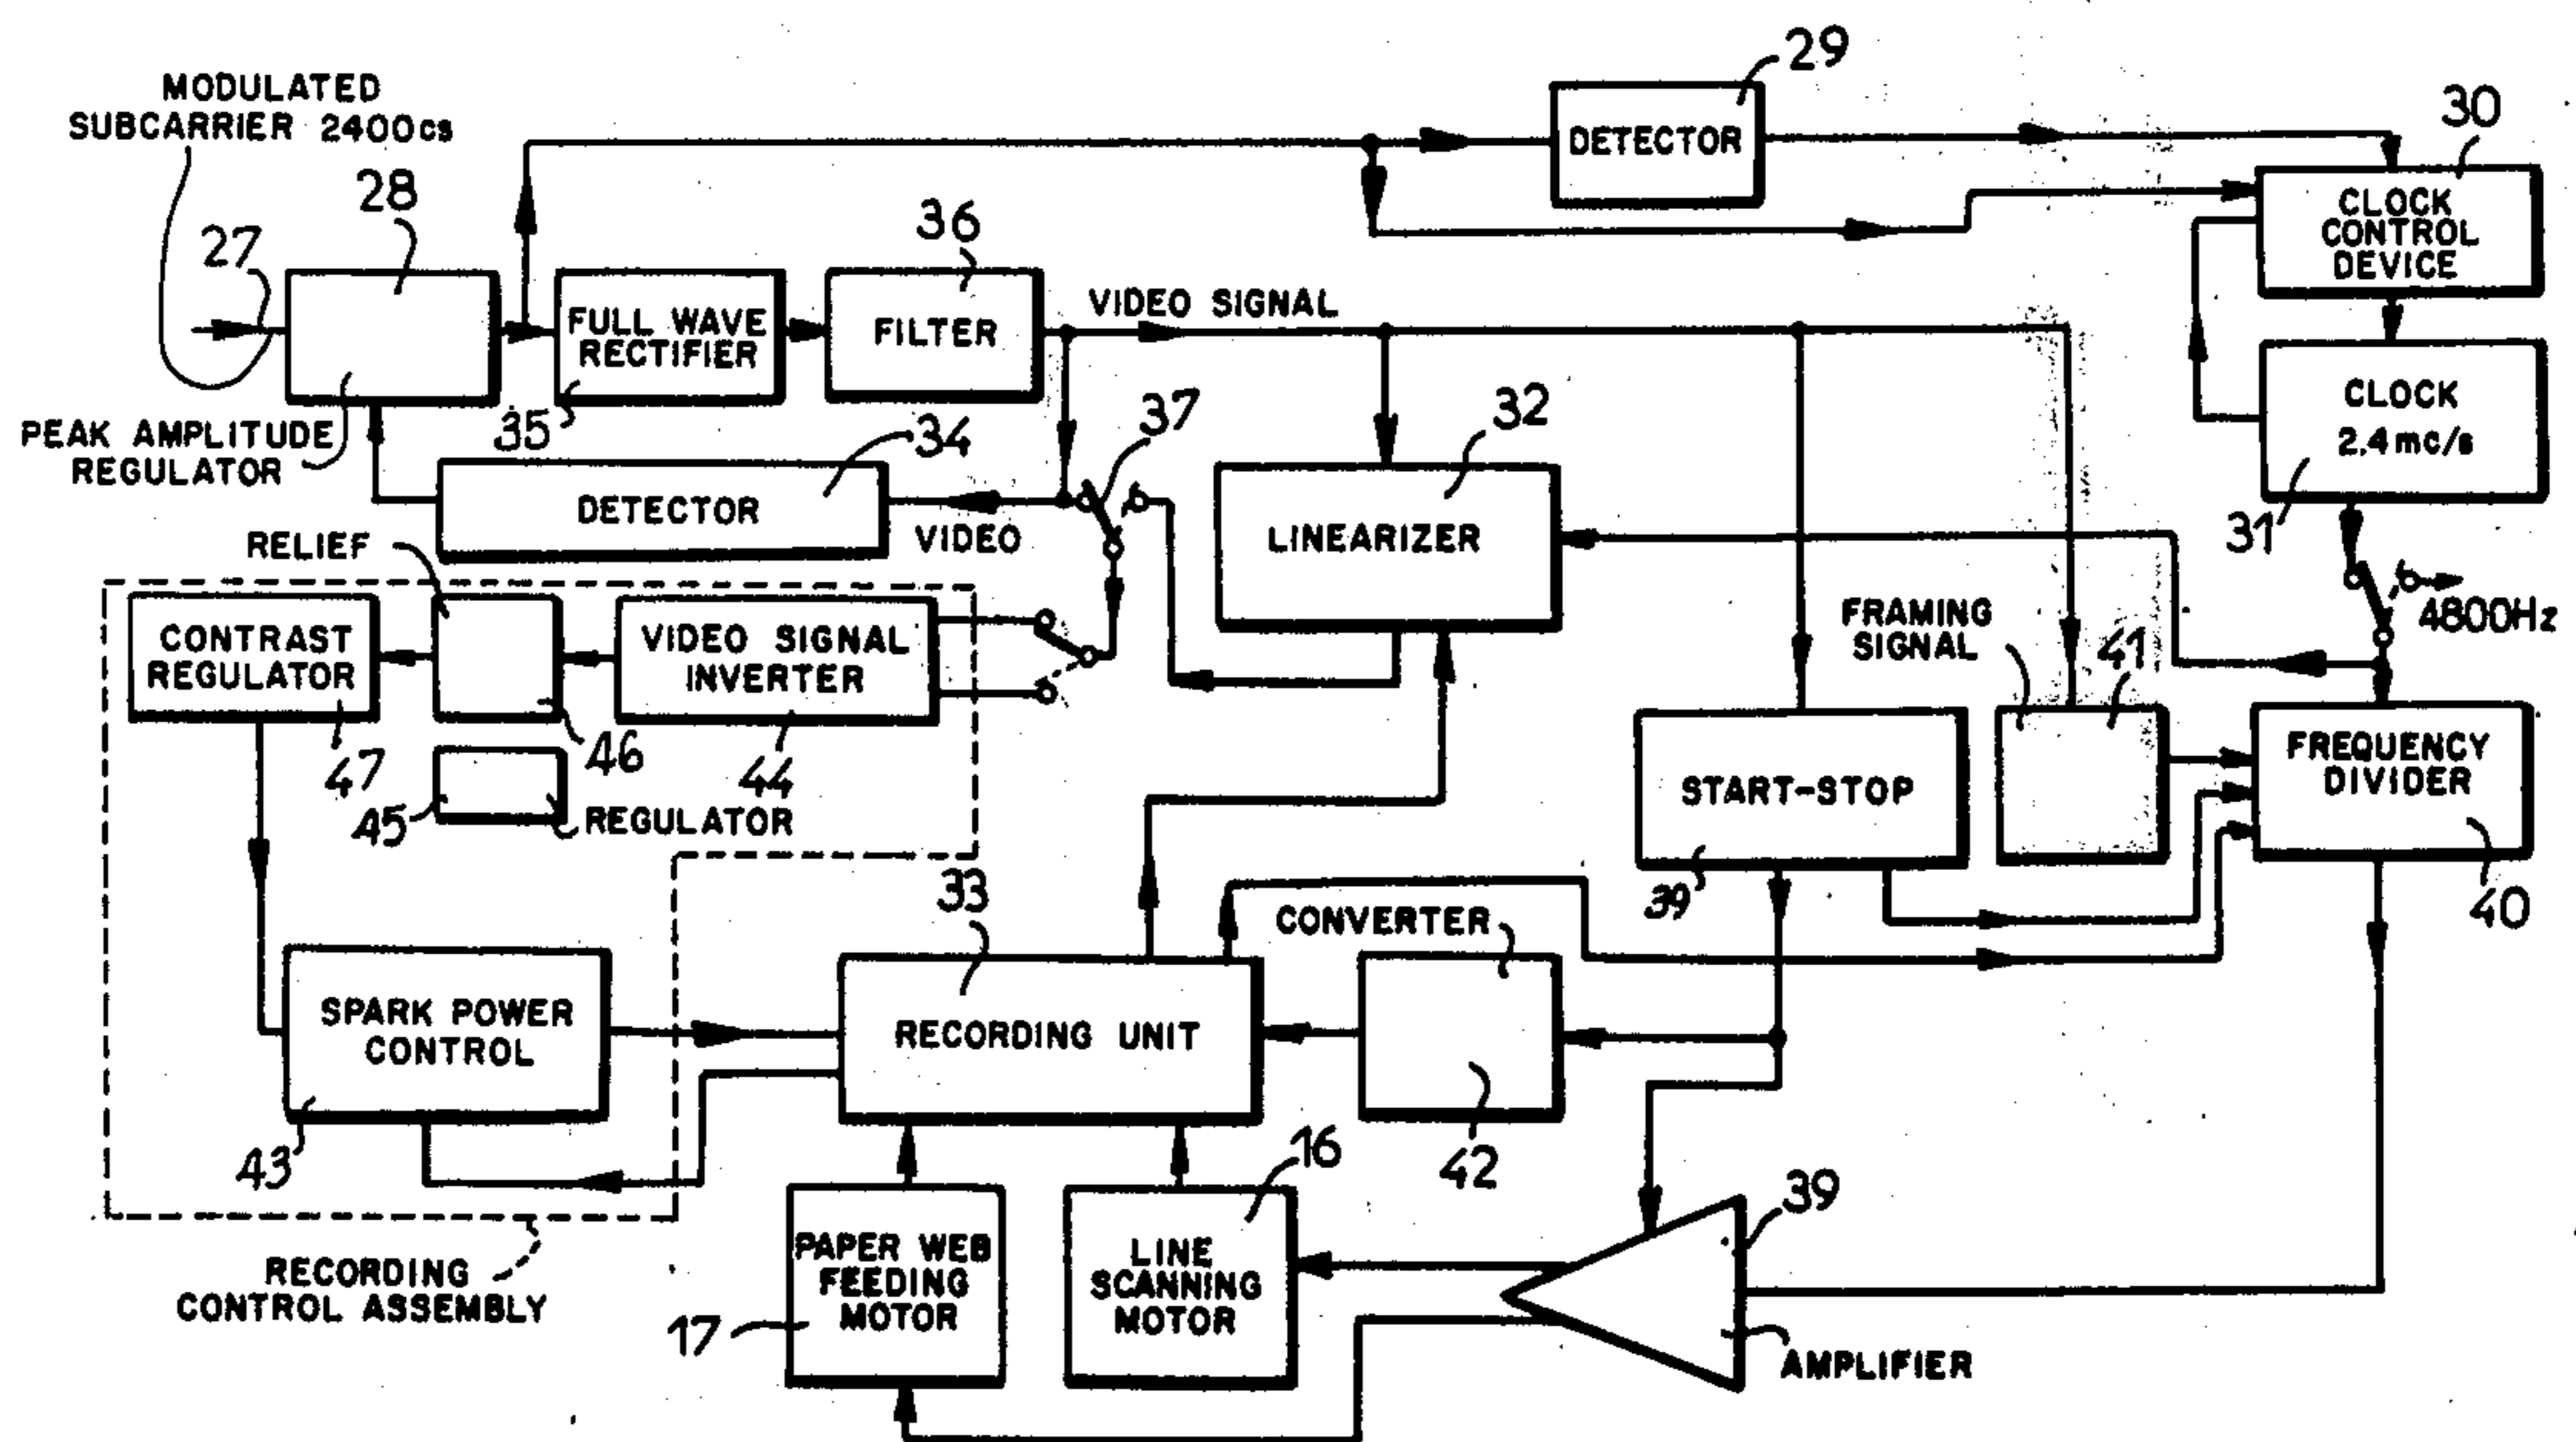 29
MODULATED
SUBCARRIER 2400cs
30
28
DETECTOR
27
36
CLOCK
CONTROL
DEVICE
VIDEO SIGNAL
FULL WAVE
RECTIFIER
FILTER
35
34
37
32
CLOCK
2.4mc/s
PEAK AMPLITUDE
REGULATOR
DETECTOR
VIDEO
LINEARIZER
31
RELIEF
FRAMING
SIGNAL
41
4800Hz
CONTRAST
REGULATOR
VIDEO SIGNAL
INVERTER
47
46
44
45
REGULATOR
START-STOP
39
FREQUENCY
DIVIDER
40
33
CONVERTER
SPARK POWER
CONTROL
RECORDING UNIT
43
42
16
39
RECORDING
CONTROL ASSEMBLY
PAPER WEB
FEEDING
MOTOR
17
LINE
SCANNING
MOTOR
AMPLIFIER